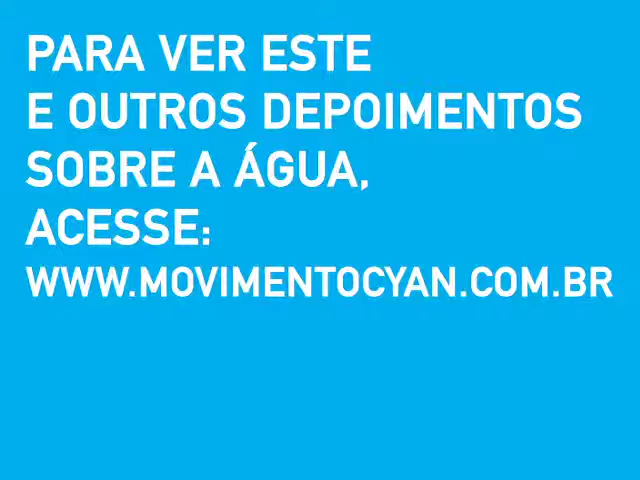 PARA VER ESTE
E OUTROS DEPOIMENTOS
SOBRE A ÁGUA,
ACESSE:
WWW.MOVIMENTOCYAN.COM.BR